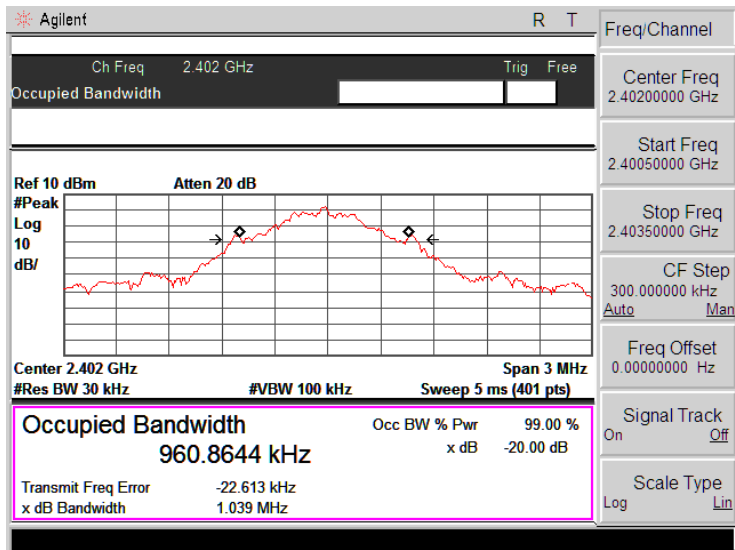 Agilent R T
Ch Freq 2.402 GHz Trig Free
Occupied Bandwidth
Ref 10 dBm Atten 20 dB
#Peak
Log
10
dB/
Center 2.402 GHz Span 3 MHz
#Res BW 30 kHz #VBW 100 kHz Sweep 5 ms (401 pts)
Occupied Bandwidth
960.8644 kHz
Occ BW % Pwr 99.00 %
x dB -20.00 dB
Transmit Freq Error -22.613 kHz
x dB Bandwidth 1.039 MHz
Freq/Channel
Center Freq
2.40200000 GHz
Start Freq
2.40050000 GHz
Stop Freq
2.40350000 GHz
CF Step
300.000000 kHz
Auto Man
Freq Offset
0.00000000 Hz
Signal Track
On Off
Scale Type
Log Lin